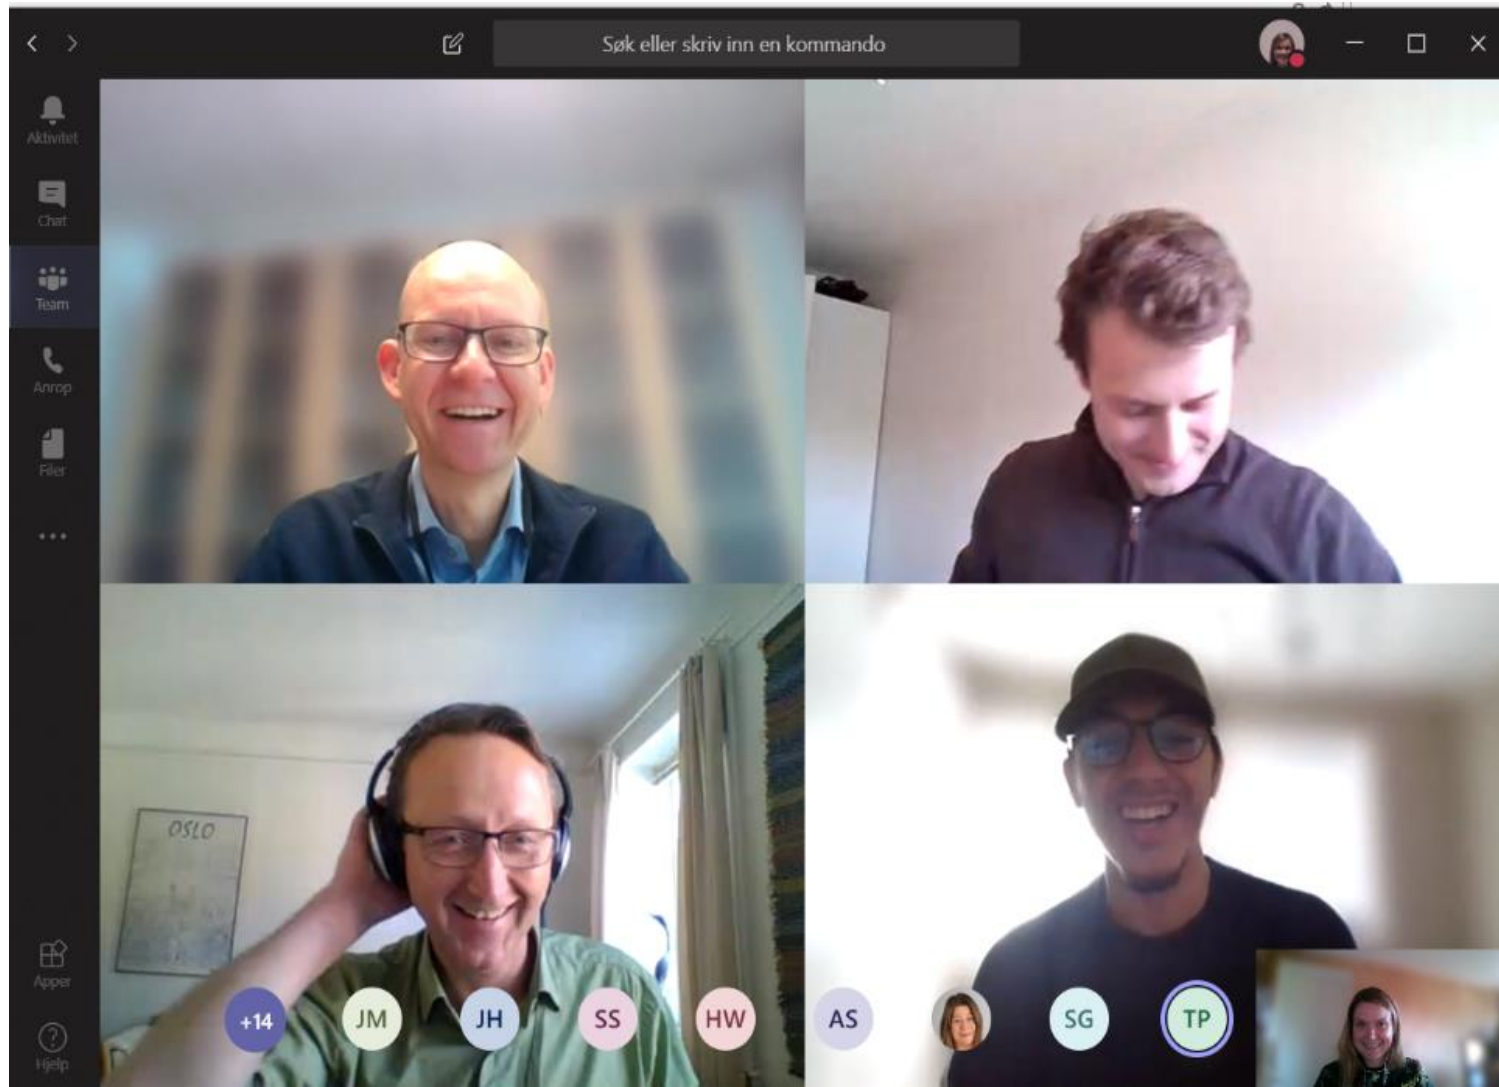 Søk eller skriv inn en kommando
Aktivitet
Chat
Team
Anrop
Filer
Apper
Hjelp
OSLO
+14
JM
JH
SS
HW
AS
SG
TP